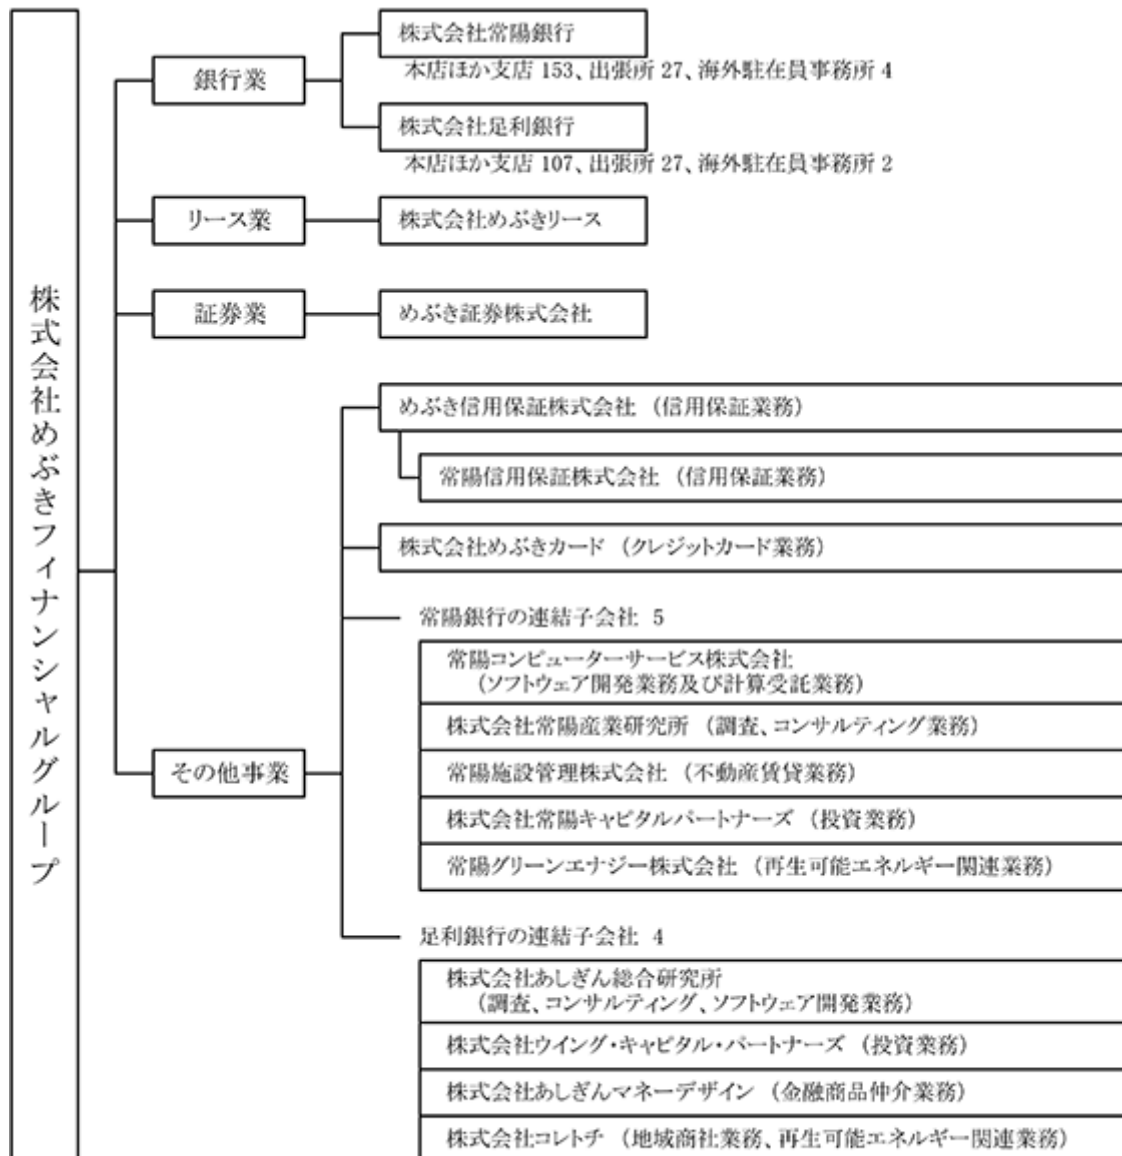 株式会社めぶきフィナンシャルグループ
銀行業
株式会社常陽銀行
本店ほか支店 153、出張所 27、海外駐在員事務所 4
株式会社足利銀行
本店ほか支店 107、出張所 27、海外駐在員事務所 2
リース業
株式会社めぶきリース
証券業
めぶき証券株式会社
その他事業
めぶき信用保証株式会社 (信用保証業務)
常陽信用保証株式会社 (信用保証業務)
株式会社めぶきカード (クレジットカード業務)
常陽銀行の連結子会社 5
常陽コンピューターサービス株式会社
(ソフトウェア開発業務及び計算受託業務)
株式会社常陽産業研究所 (調査、コンサルティング業務)
常陽施設管理株式会社 (不動産賃貸業務)
株式会社常陽キャピタルパートナーズ (投資業務)
常陽グリーンエナジー株式会社 (再生可能エネルギー関連業務)
足利銀行の連結子会社 4
株式会社あしぎん総合研究所
(調査、コンサルティング、ソフトウェア開発業務)
株式会社ウイング・キャピタル・パートナーズ (投資業務)
株式会社あしぎんマネーデザイン (金融商品仲介業務)
株式会社コレトチ (地域商社業務、再生可能エネルギー関連業務)